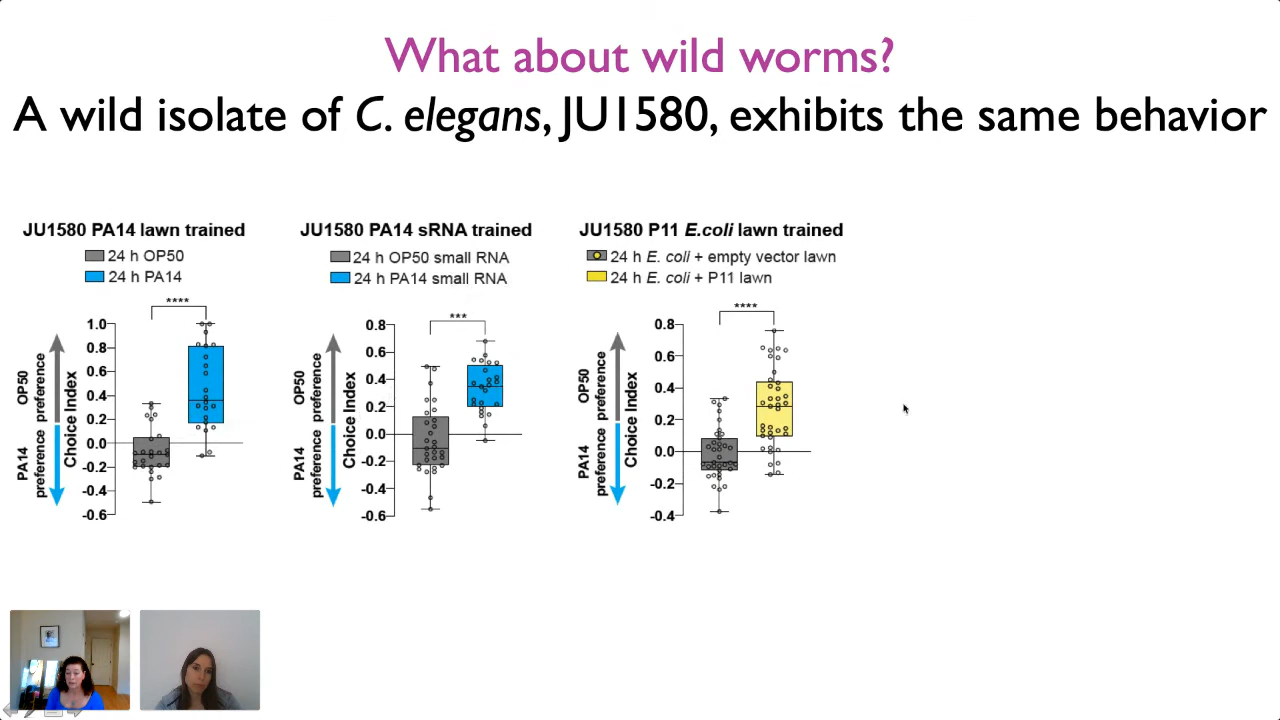 What about wild worms?
A wild isolate of C. elegans, JU1580, exhibits the same behavior
JU1580 PA14 lawn trained
24 h OP50
24 h PA14
****
1.0
0.8
0.6
0.4
0.2
0.0
-0.2
-0.4
-0.6
Choice Index
OP50 preference
PA14 preference
JU1580 PA14 sRNA trained
24 h OP50 small RNA
24 h PA14 small RNA
***
0.8
0.6
0.4
0.2
0.0
-0.2
-0.4
-0.6
Choice Index
OP50 preference
PA14 preference
JU1580 P11 E.coli lawn trained
24 h E. coli + empty vector lawn
24 h E. coli + P11 lawn
****
0.8
0.6
0.4
0.2
0.0
-0.2
-0.4
Choice Index
OP50 preference
PA14 preference